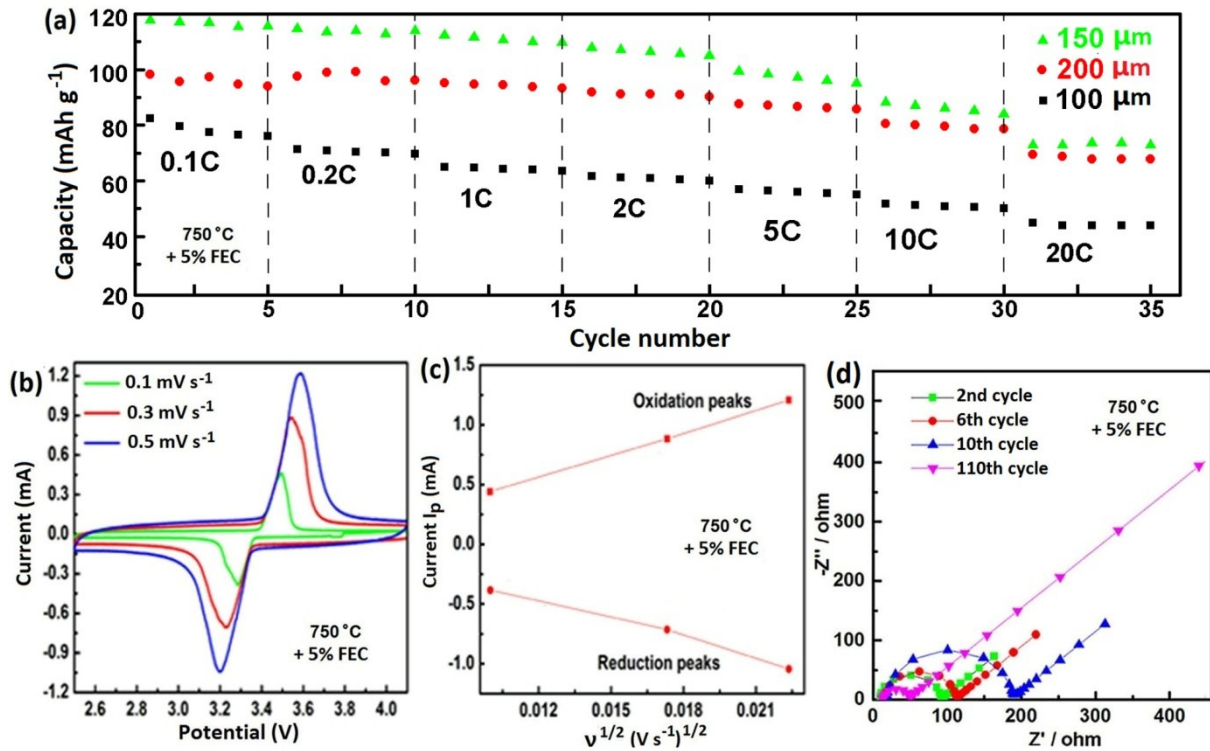 (a)
Capacity (mAh g⁻¹)
120
100
80
60
40
20
150 μm
200 μm
100 μm
0.1C
0.2C
1C
2C
5C
10C
20C
750 °C
+ 5% FEC
0 5 10 15 20 25 30 35
Cycle number
(b)
Current (mA)
1.2
0.9
0.6
0.3
0.0
-0.3
-0.6
-0.9
-1.2
0.1 mV s⁻¹
0.3 mV s⁻¹
0.5 mV s⁻¹
750 °C
+ 5% FEC
2.6 2.8 3.0 3.2 3.4 3.6 3.8 4.0
Potential (V)
(c)
Current Ip (mA)
1.5
1.0
0.5
0.0
-0.5
-1.0
Oxidation peaks
750 °C
+ 5% FEC
Reduction peaks
0.012 0.015 0.018 0.021
ν^1/2 (V s⁻¹)^1/2
(d)
-Z'' / ohm
500
400
300
200
100
0
2nd cycle
6th cycle
10th cycle
110th cycle
750 °C
+ 5% FEC
0 100 200 300 400
Z' / ohm